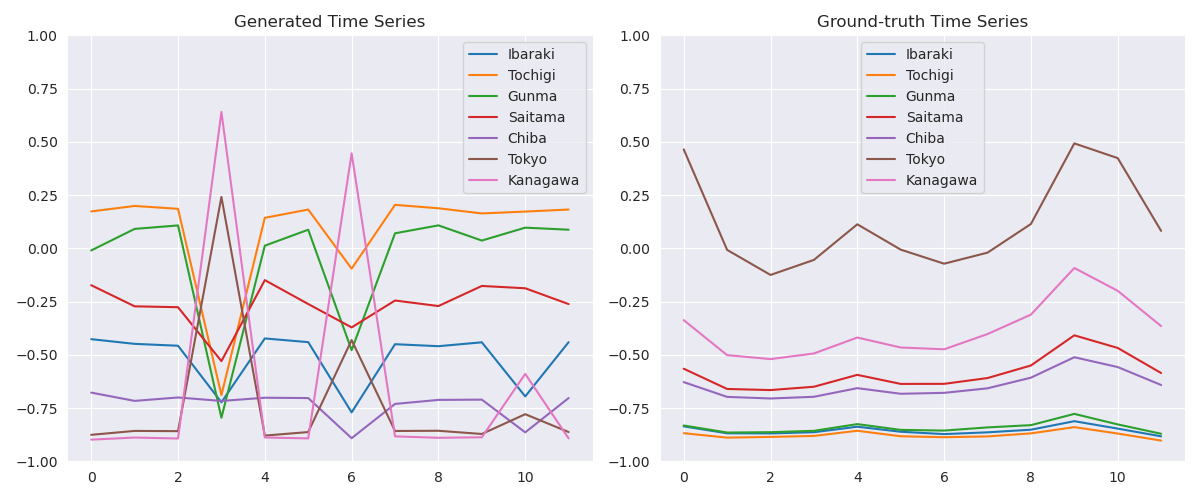 Generated Time Series
1.00
0.75
0.50
0.25
0.00
−0.25
−0.50
−0.75
−1.00
0 2 4 6 8 10
Ibaraki
Tochigi
Gunma
Saitama
Chiba
Tokyo
Kanagawa
Ground-truth Time Series
1.00
0.75
0.50
0.25
0.00
−0.25
−0.50
−0.75
−1.00
0 2 4 6 8 10
Ibaraki
Tochigi
Gunma
Saitama
Chiba
Tokyo
Kanagawa